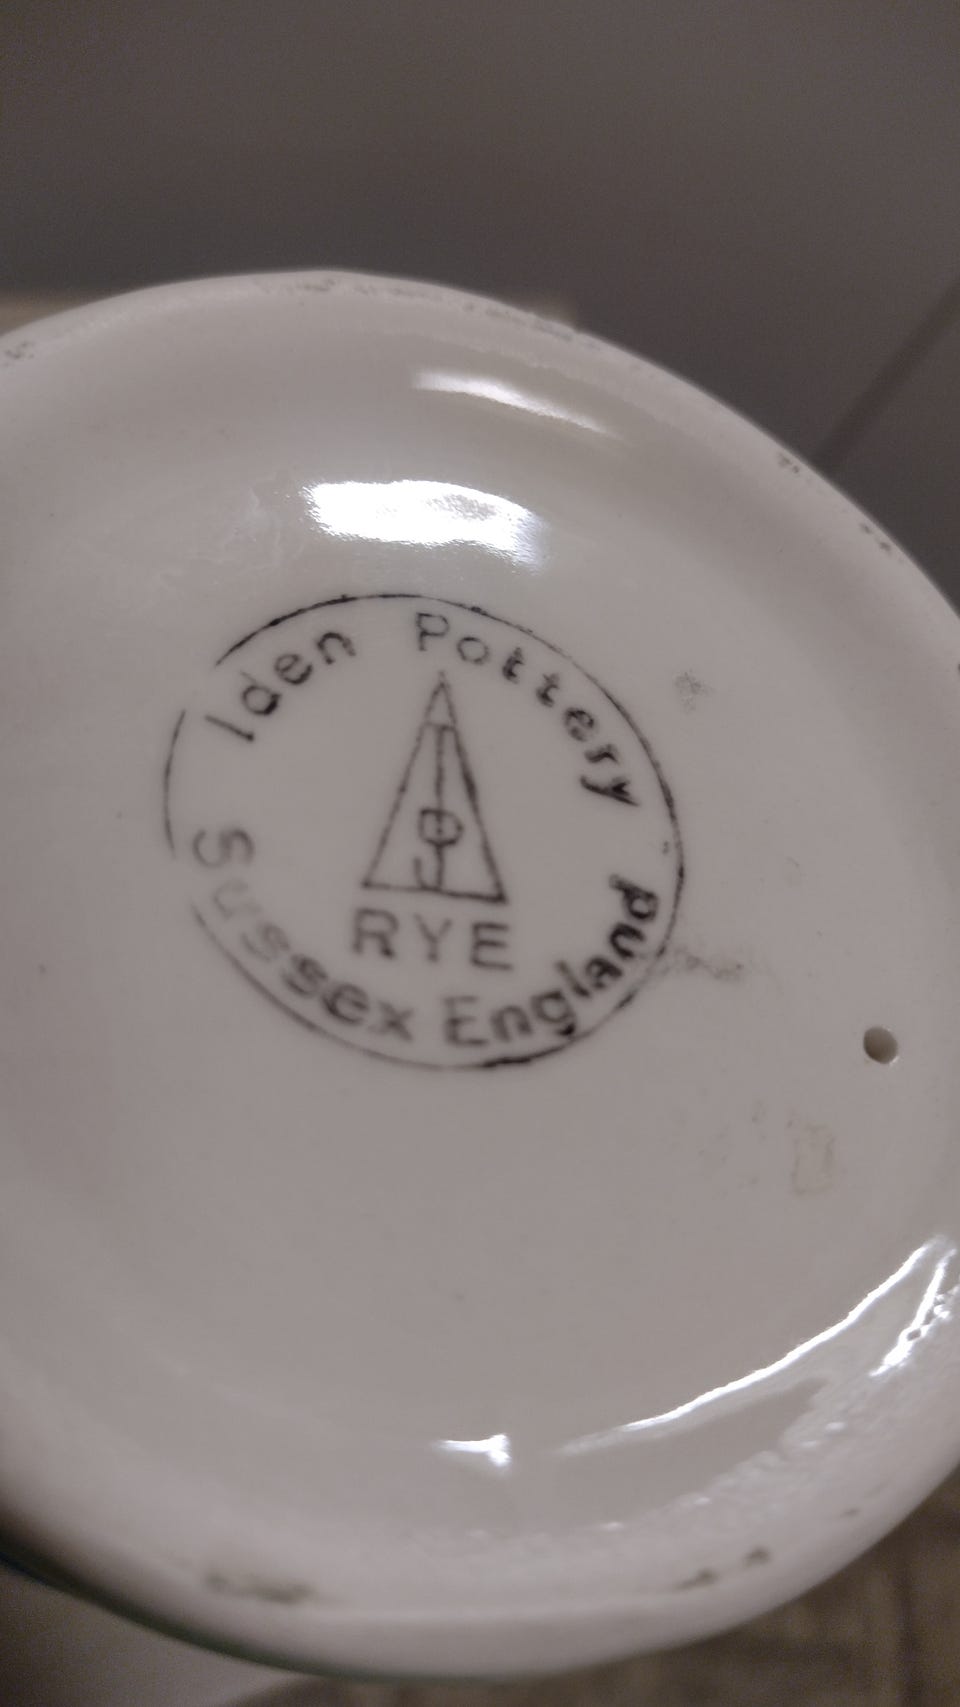 Iden Pottery
RYE
Sussex England